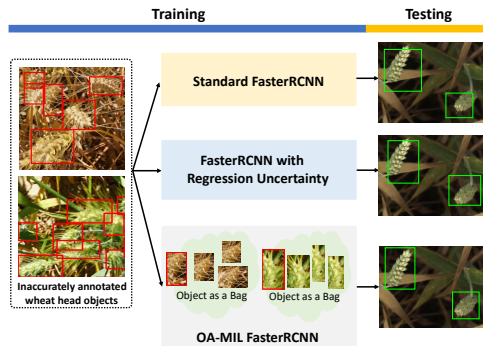 Training
Testing
Standard FasterRCNN
FasterRCNN with
Regression Uncertainty
Inaccurately annotated
wheat head objects
Object as a Bag
Object as a Bag
OA-MIL FasterRCNN